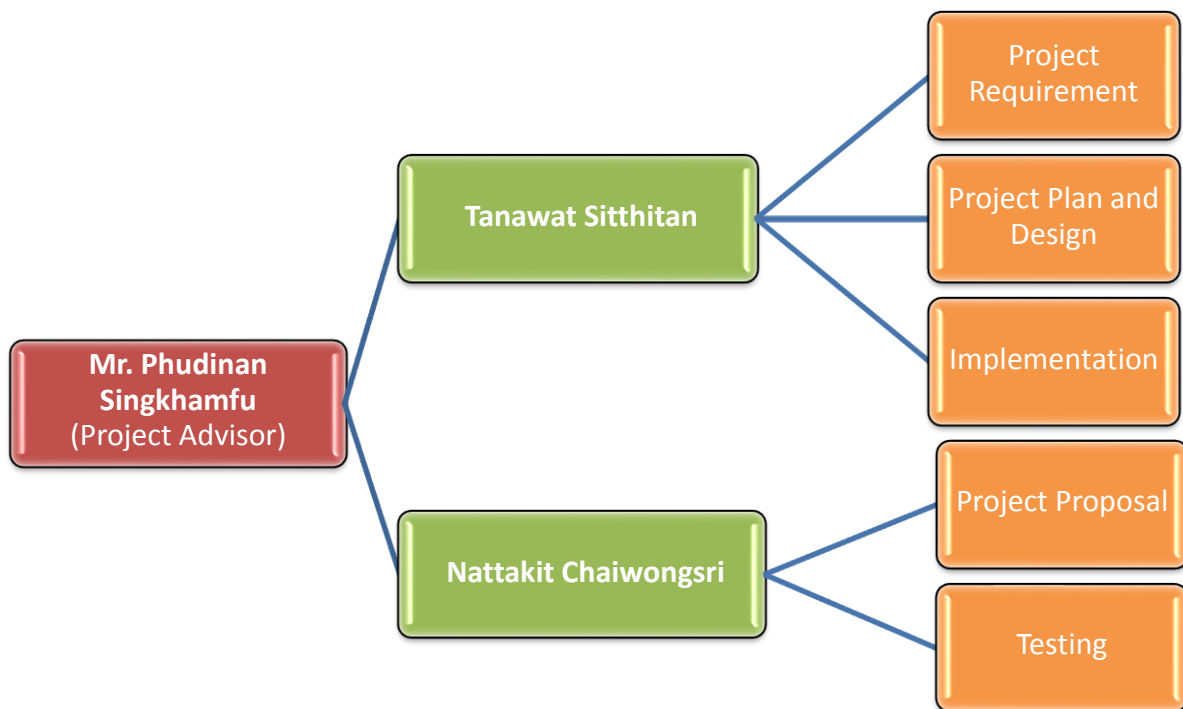 Mr. Phudinan
Singkhamfu
(Project Advisor)
Tanawat Sitthitan
Project
Requirement
Project Plan and
Design
Implementation
Nattakit Chaiwongsri
Project Proposal
Testing